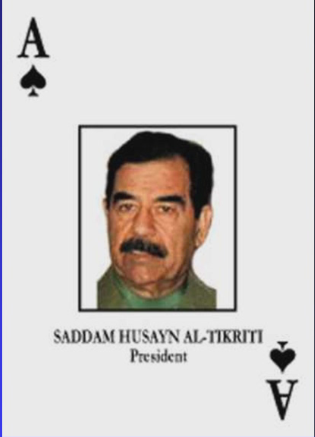 A
SADDAM HUSAYN AL-TIKRITI
President
A